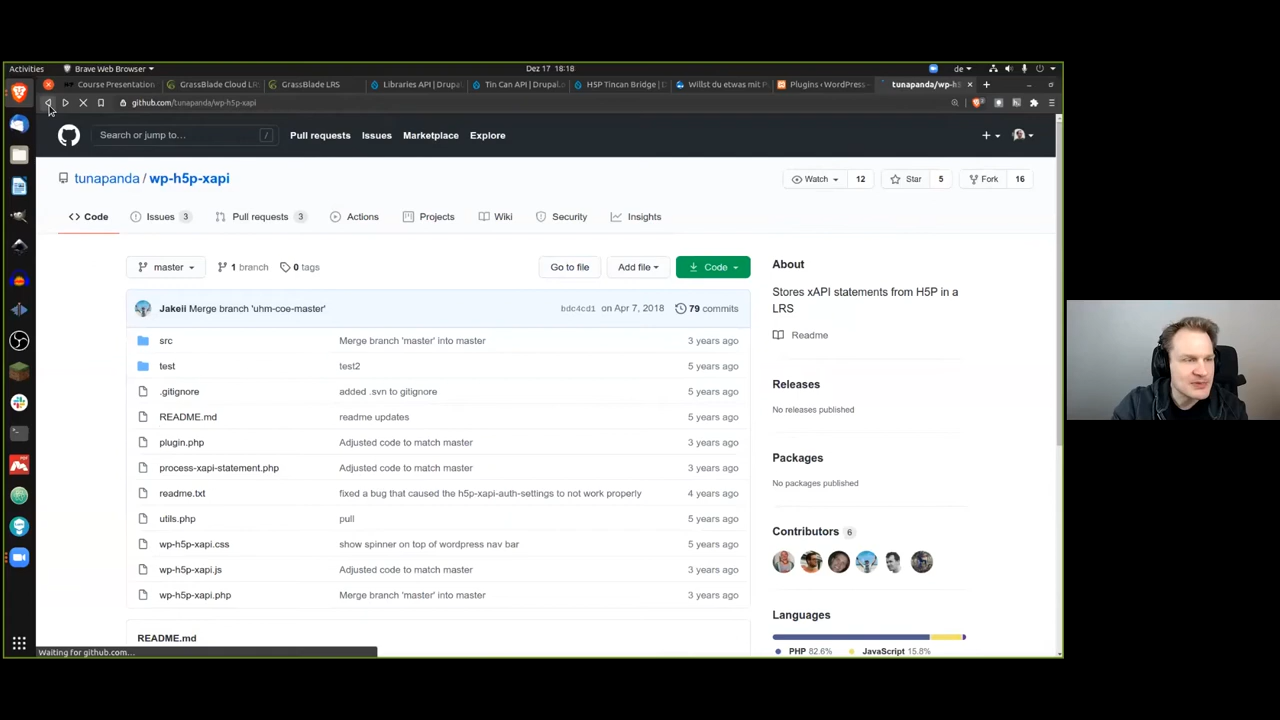 Activities
Brave Web Browser
Dez 17 18:18
de
Course Presentation
GrassBlade Cloud LR
GrassBlade LRS
Libraries API | Drupal
Tin Can API | Drupal.
H5P Tincan Bridge | D
Willst du etwas mit P
Plugins ‹ WordPress
tunapanda/wp-h5
github.com/tunapanda/wp-h5p-xapi
Search or jump to…
/
Pull requests
Issues
Marketplace
Explore
tunapanda / wp-h5p-xapi
Watch
12
Star
5
Fork
16
Code
Issues 3
Pull requests 3
Actions
Projects
Wiki
Security
Insights
master
1 branch
0 tags
Go to file
Add file
Code
Jakeii Merge branch 'uhm-coe-master'
bdc4cd1 on Apr 7, 2018
79 commits
src
Merge branch 'master' into master
3 years ago
test
test2
5 years ago
.gitignore
added .svn to gitignore
5 years ago
README.md
readme updates
5 years ago
plugin.php
Adjusted code to match master
3 years ago
process-xapi-statement.php
Adjusted code to match master
3 years ago
readme.txt
fixed a bug that caused the h5p-xapi-auth-settings to not work properly
4 years ago
utils.php
pull
5 years ago
wp-h5p-xapi.css
show spinner on top of wordpress nav bar
5 years ago
wp-h5p-xapi.js
Adjusted code to match master
3 years ago
wp-h5p-xapi.php
Merge branch 'master' into master
3 years ago
README.md
About
Stores xAPI statements from H5P in a
LRS
Readme
Releases
No releases published
Packages
No packages published
Contributors 6
Languages
PHP 82.6%
JavaScript 15.8%
Waiting for github.com...